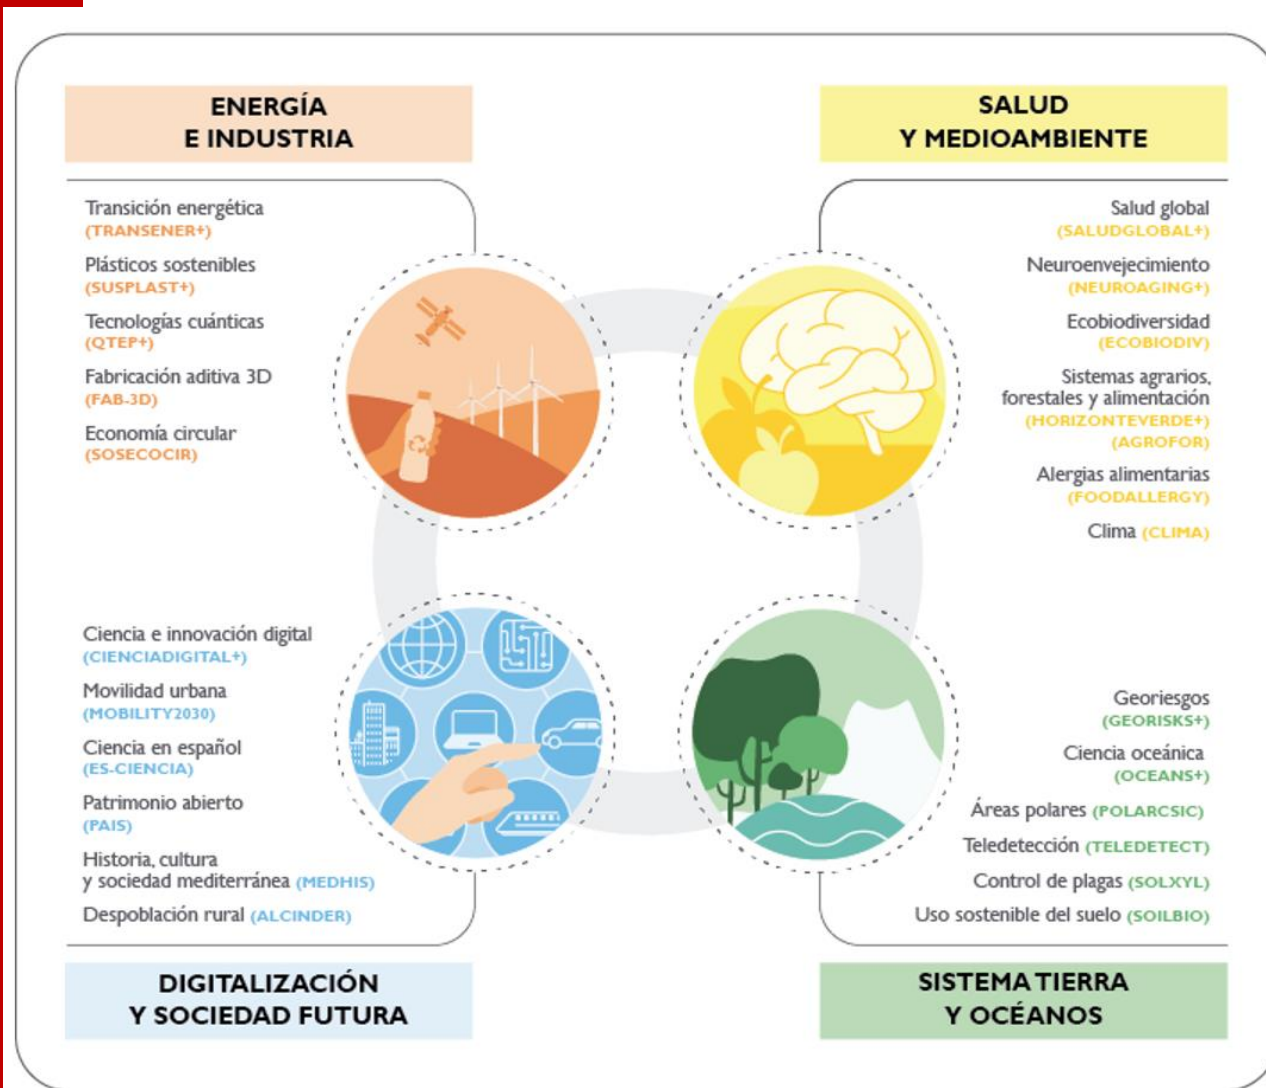 ENERGÍA
E INDUSTRIA
Transición energética
(TRANSENER+)
Plásticos sostenibles
(SUSPLAST+)
Tecnologías cuánticas
(QTEP+)
Fabricación aditiva 3D
(FAB-3D)
Economía circular
(SOSECOCIR)
SALUD
Y MEDIOAMBIENTE
Salud global
(SALUDGLOBAL+)
Neuroenvejecimiento
(NEUROAGING+)
Ecobiodiversidad
(ECOBIODIV)
Sistemas agrarios,
forestales y alimentación
(HORIZONTEVERDE+)
(AGROFOR)
Alergias alimentarias
(FOODALLERGY)
Clima (CLIMA)
Ciencia e innovación digital
(CIENCIADIGITAL+)
Movilidad urbana
(MOBILITY2030)
Ciencia en español
(ES-CIENCIA)
Patrimonio abierto
(PAIS)
Historia, cultura
y sociedad mediterránea (MEDHIS)
Despoblación rural (ALCINDER)
DIGITALIZACIÓN
Y SOCIEDAD FUTURA
Georiesgos
(GEORISKS+)
Ciencia oceánica
(OCEANS+)
Áreas polares (POLARCSIC)
Teledetección (TELEDETECT)
Control de plagas (SOLXYL)
Uso sostenible del suelo (SOILBIO)
SISTEMA TIERRA
Y OCÉANOS